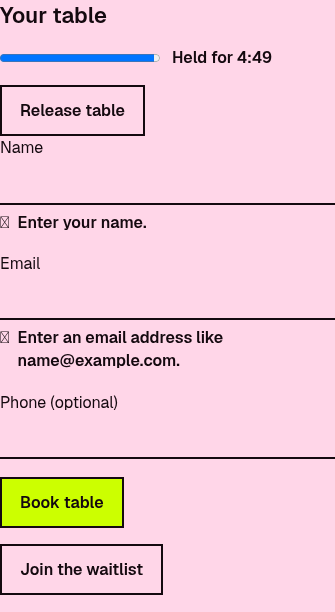 Your table
Held for 4:49
Release table
Name
Enter your name.
Email
Enter an email address like
name@example.com.
Phone (optional)
Book table
Join the waitlist